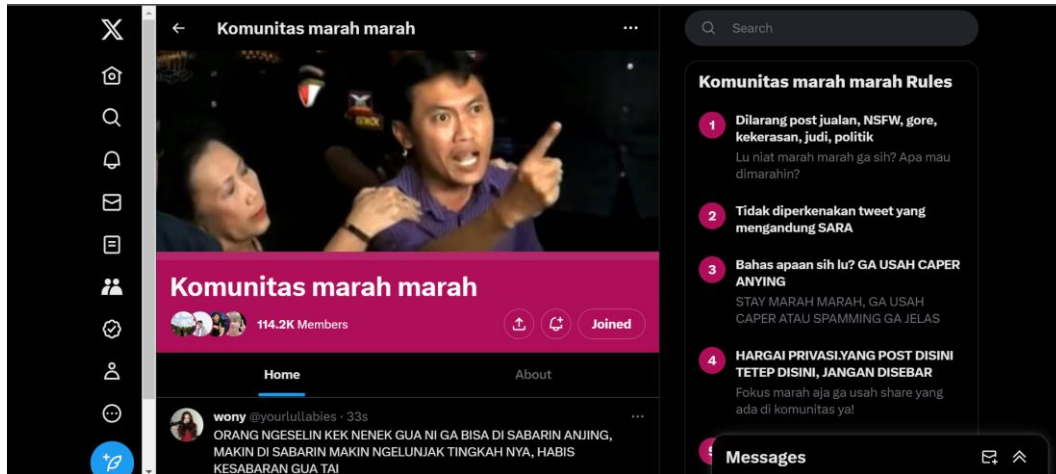 Komunitas marah marah
Komunitas marah marah
114.2K Members
Joined
Home
About
wony @yourlullabies · 33s
ORANG NGESELIN KEK NENEK GUA NI GA BISA DI SABARIN ANJING,
MAKIN DI SABARIN MAKIN NGELUNJAK TINGKAH NYA, HABIS
KESABARAN GUA TAI
Search
Komunitas marah marah Rules
1
Dilarang post jualan, NSFW, gore,
kekerasan, judi, politik
Lu niat marah marah ga sih? Apa mau
dimarahin?
2
Tidak diperkenakan tweet yang
mengandung SARA
3
Bahas apaan sih lu? GA USAH CAPER
ANYING
STAY MARAH MARAH, GA USAH
CAPER ATAU SPAMMING GA JELAS
4
HARGAI PRIVASI.YANG POST DISINI
TETEP DISINI, JANGAN DISEBAR
Fokus marah aja ga usah share yang
ada di komunitas ya!
Messages